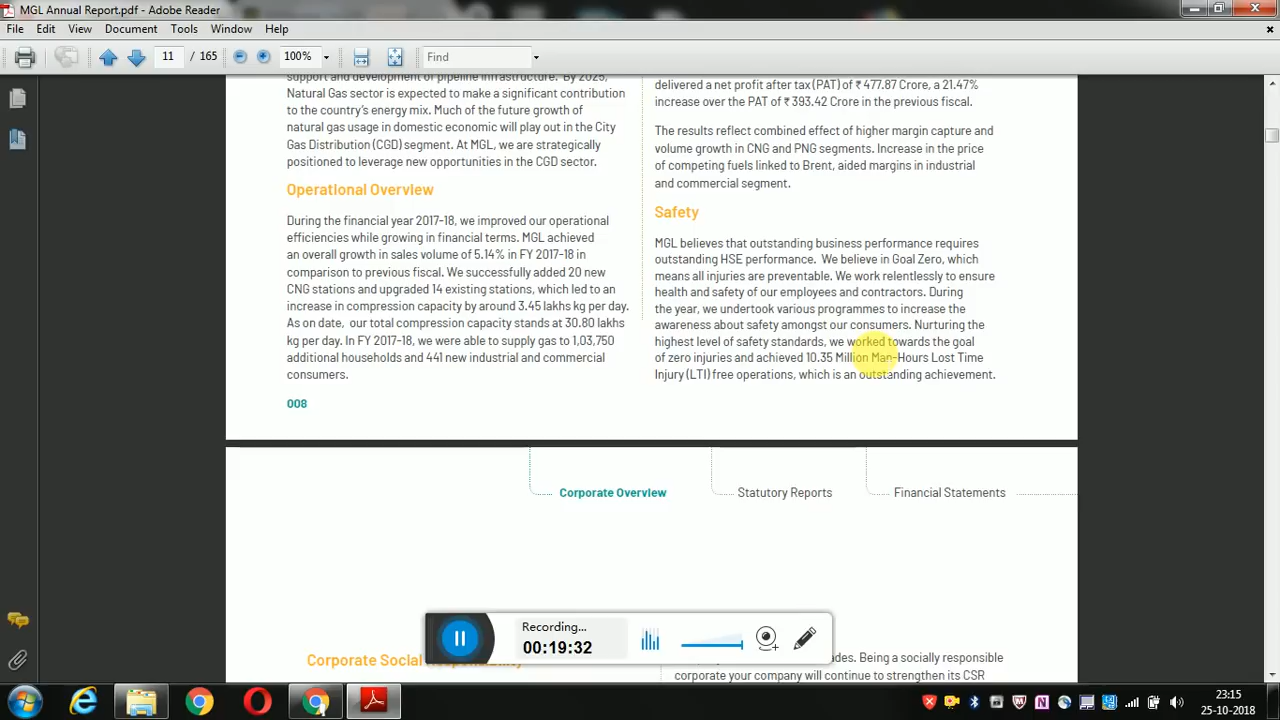 MGL Annual Report.pdf - Adobe Reader
File Edit View Document Tools Window Help
11 / 165 100% Find
support and development of pipeline infrastructure. By 2025,
Natural Gas sector is expected to make a significant contribution
to the country's energy mix. Much of the future growth of
natural gas usage in domestic economic will play out in the City
Gas Distribution (CGD) segment. At MGL, we are strategically
positioned to leverage new opportunities in the CGD sector.
Operational Overview
During the financial year 2017-18, we improved our operational
efficiencies while growing in financial terms. MGL achieved
an overall growth in sales volume of 5.14% in FY 2017-18 in
comparison to previous fiscal. We successfully added 20 new
CNG stations and upgraded 14 existing stations, which led to an
increase in compression capacity by around 3.45 lakhs kg per day.
As on date, our total compression capacity stands at 30.80 lakhs
kg per day. In FY 2017-18, we were able to supply gas to 1,03,750
additional households and 441 new industrial and commercial
consumers.
008
delivered a net profit after tax (PAT) of ₹ 477.87 Crore, a 21.47%
increase over the PAT of ₹ 393.42 Crore in the previous fiscal.
The results reflect combined effect of higher margin capture and
volume growth in CNG and PNG segments. Increase in the price
of competing fuels linked to Brent, aided margins in industrial
and commercial segment.
Safety
MGL believes that outstanding business performance requires
outstanding HSE performance. We believe in Goal Zero, which
means all injuries are preventable. We work relentlessly to ensure
health and safety of our employees and contractors. During
the year, we undertook various programmes to increase the
awareness about safety amongst our consumers. Nurturing the
highest level of safety standards, we worked towards the goal
of zero injuries and achieved 10.35 Million Man-Hours Lost Time
Injury (LTI) free operations, which is an outstanding achievement.
Corporate Overview Statutory Reports Financial Statements
Corporate Social
Being a socially responsible
corporate your company will continue to strengthen its CSR
Recording...
00:19:32
23:15
25-10-2018